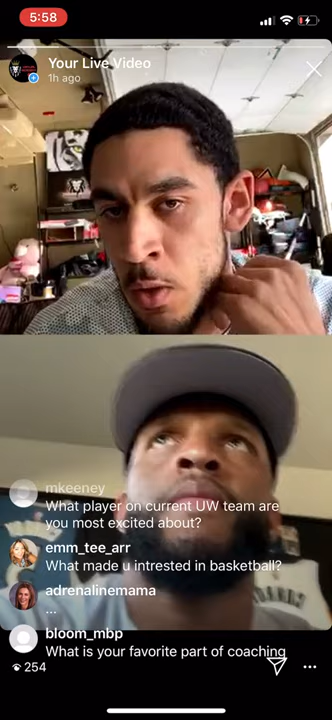 5:58
Your Live Video
1h ago
mkeeney
What player on current UW team are
you most excited about?
emm_tee_arr
What made u intrested in basketball?
adrenalinemama
...
bloom_mbp
What is your favorite part of coaching
254